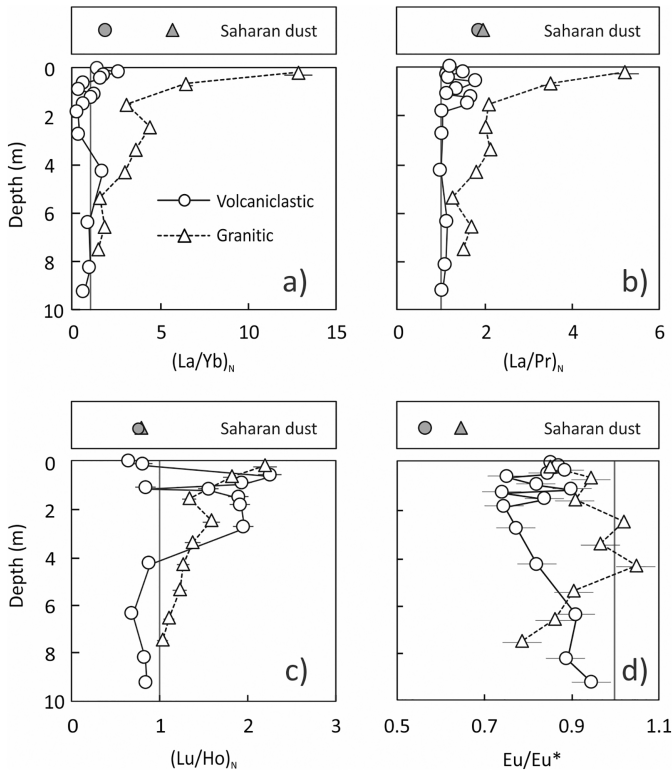 Saharan dust
Saharan dust
0
2
4
6
8
10
Depth (m)
Volcaniclastic
Granitic
a)
b)
0
5
10
15
0
2
4
6
(La/Yb)N
(La/Pr)N
Saharan dust
Saharan dust
0
2
4
6
8
10
Depth (m)
c)
d)
0
1
2
3
0.5
0.7
0.9
1.1
(Lu/Ho)N
Eu/Eu*